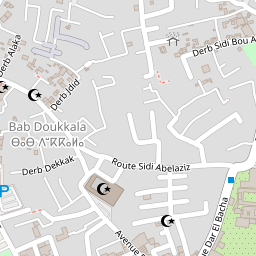 Derb Alaka
Derb Jdid
Derb Sidi Bou A
Bab Doukkala
ⴱⴰⴱ ⴷⵓⴽⴽⴰⵍⴰ
Derb Dekkak
Route Sidi Abelaziz
P
Avenue
ue Dar El Bacha